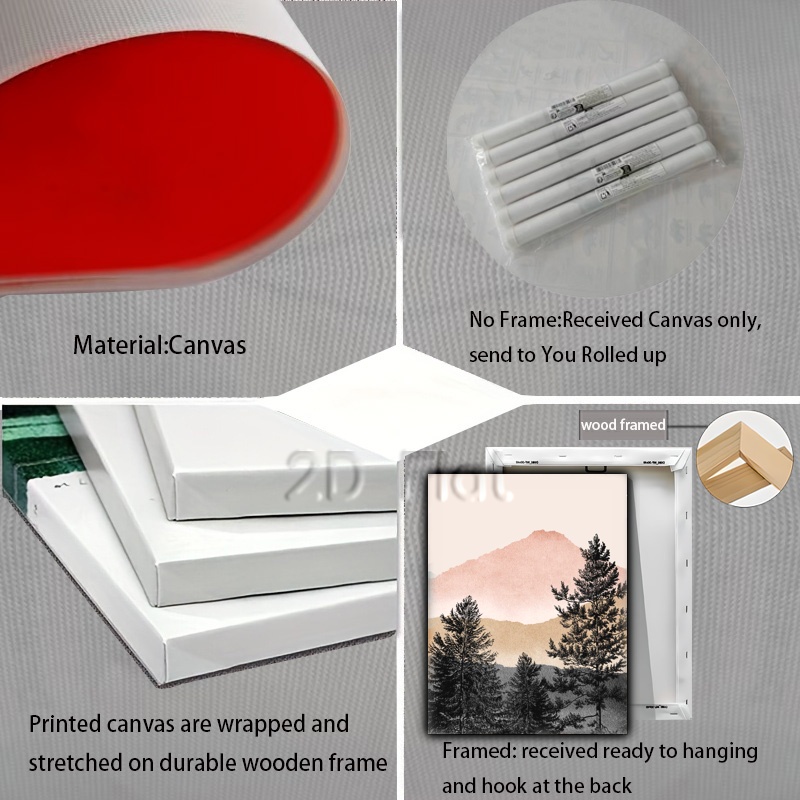 Material:Canvas
No Frame:Received Canvas only,
send to You Rolled up
2D Flat
wood framed
Printed canvas are wrapped and
stretched on durable wooden frame
Framed: received ready to hanging
and hook at the back